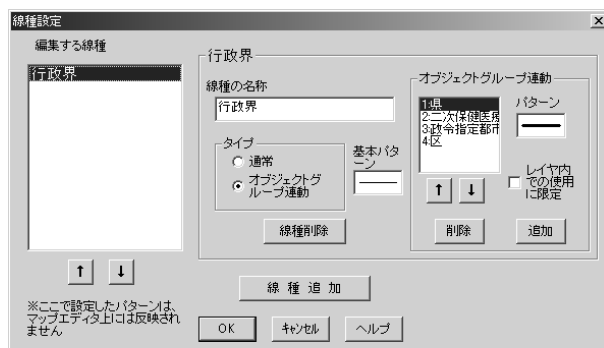 線種設定
編集する線種
行政界
↑ ↓
※ここで設定したパターンは、
マップエディタ上には反映され
ません
行政界
線種の名称
行政界
タイプ
通常
オブジェクトグ
ループ連動
基本パタ
ーン
線種削除
オブジェクトグループ連動
1:県
2:二次保健医療
3:政令指定都市
4:区
パターン
↑ ↓
レイヤ内
での使用
に限定
削除
追加
線 種 追 加
OK
キャンセル
ヘルプ